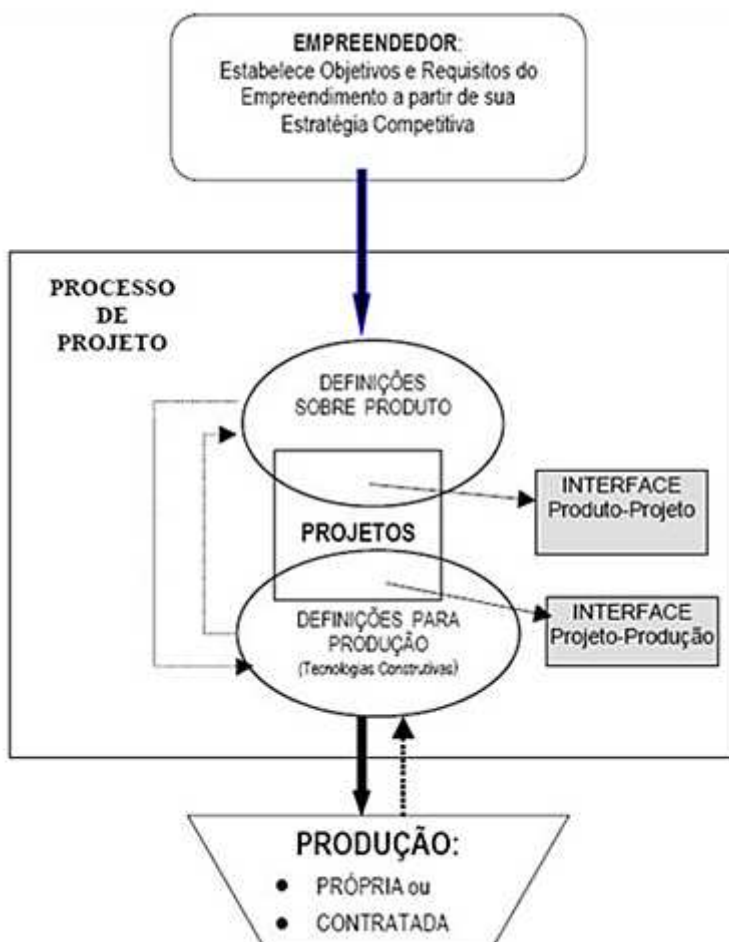 EMPREENDEDOR:
Estabelece Objetivos e Requisitos do
Empreendimento a partir de sua
Estratégia Competitiva
PROCESSO
DE
PROJETO
DEFINIÇÕES
SOBRE PRODUTO
INTERFACE
Produto-Projeto
PROJETOS
INTERFACE
Projeto-Produção
DEFINIÇÕES PARA
PRODUÇÃO
(Tecnologias Construtivas)
PRODUÇÃO:
● PRÓPRIA ou
● CONTRATADA